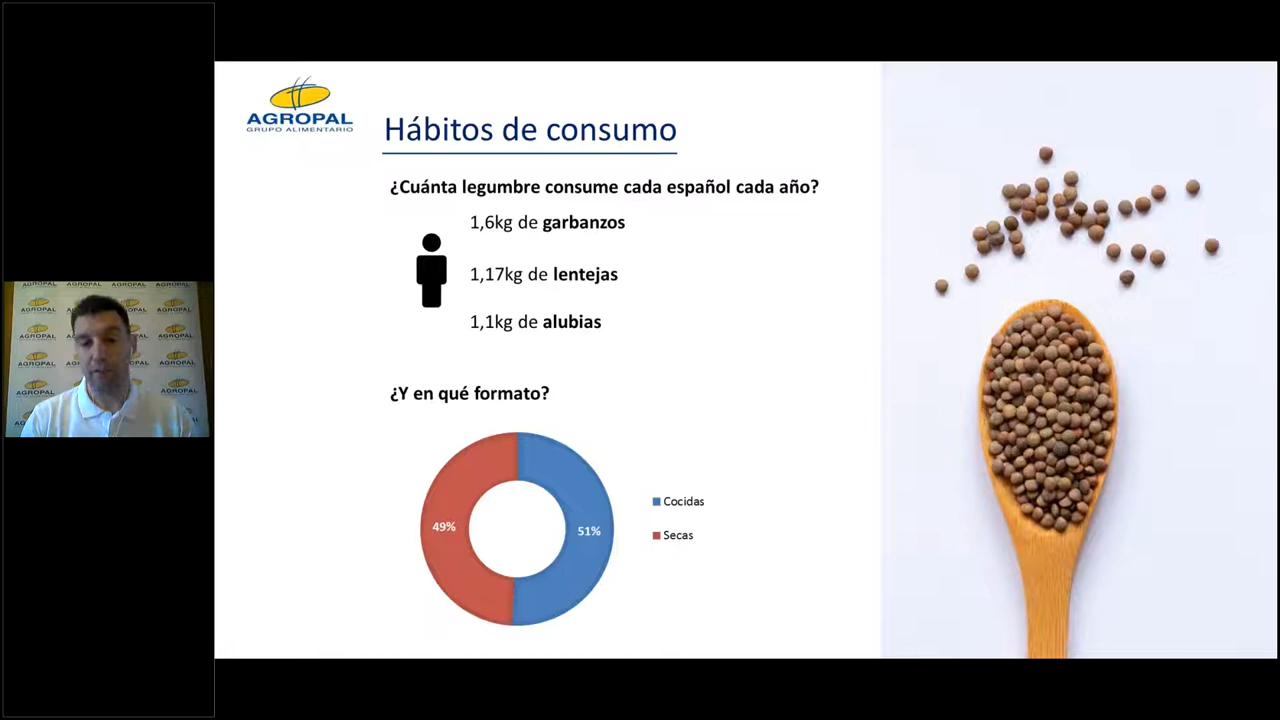 AGROPAL
GRUPO ALIMENTARIO
Hábitos de consumo
¿Cuánta legumbre consume cada español cada año?
1,6kg de garbanzos
1,17kg de lentejas
1,1kg de alubias
¿Y en qué formato?
49%
51%
Cocidas
Secas
AGROPAL